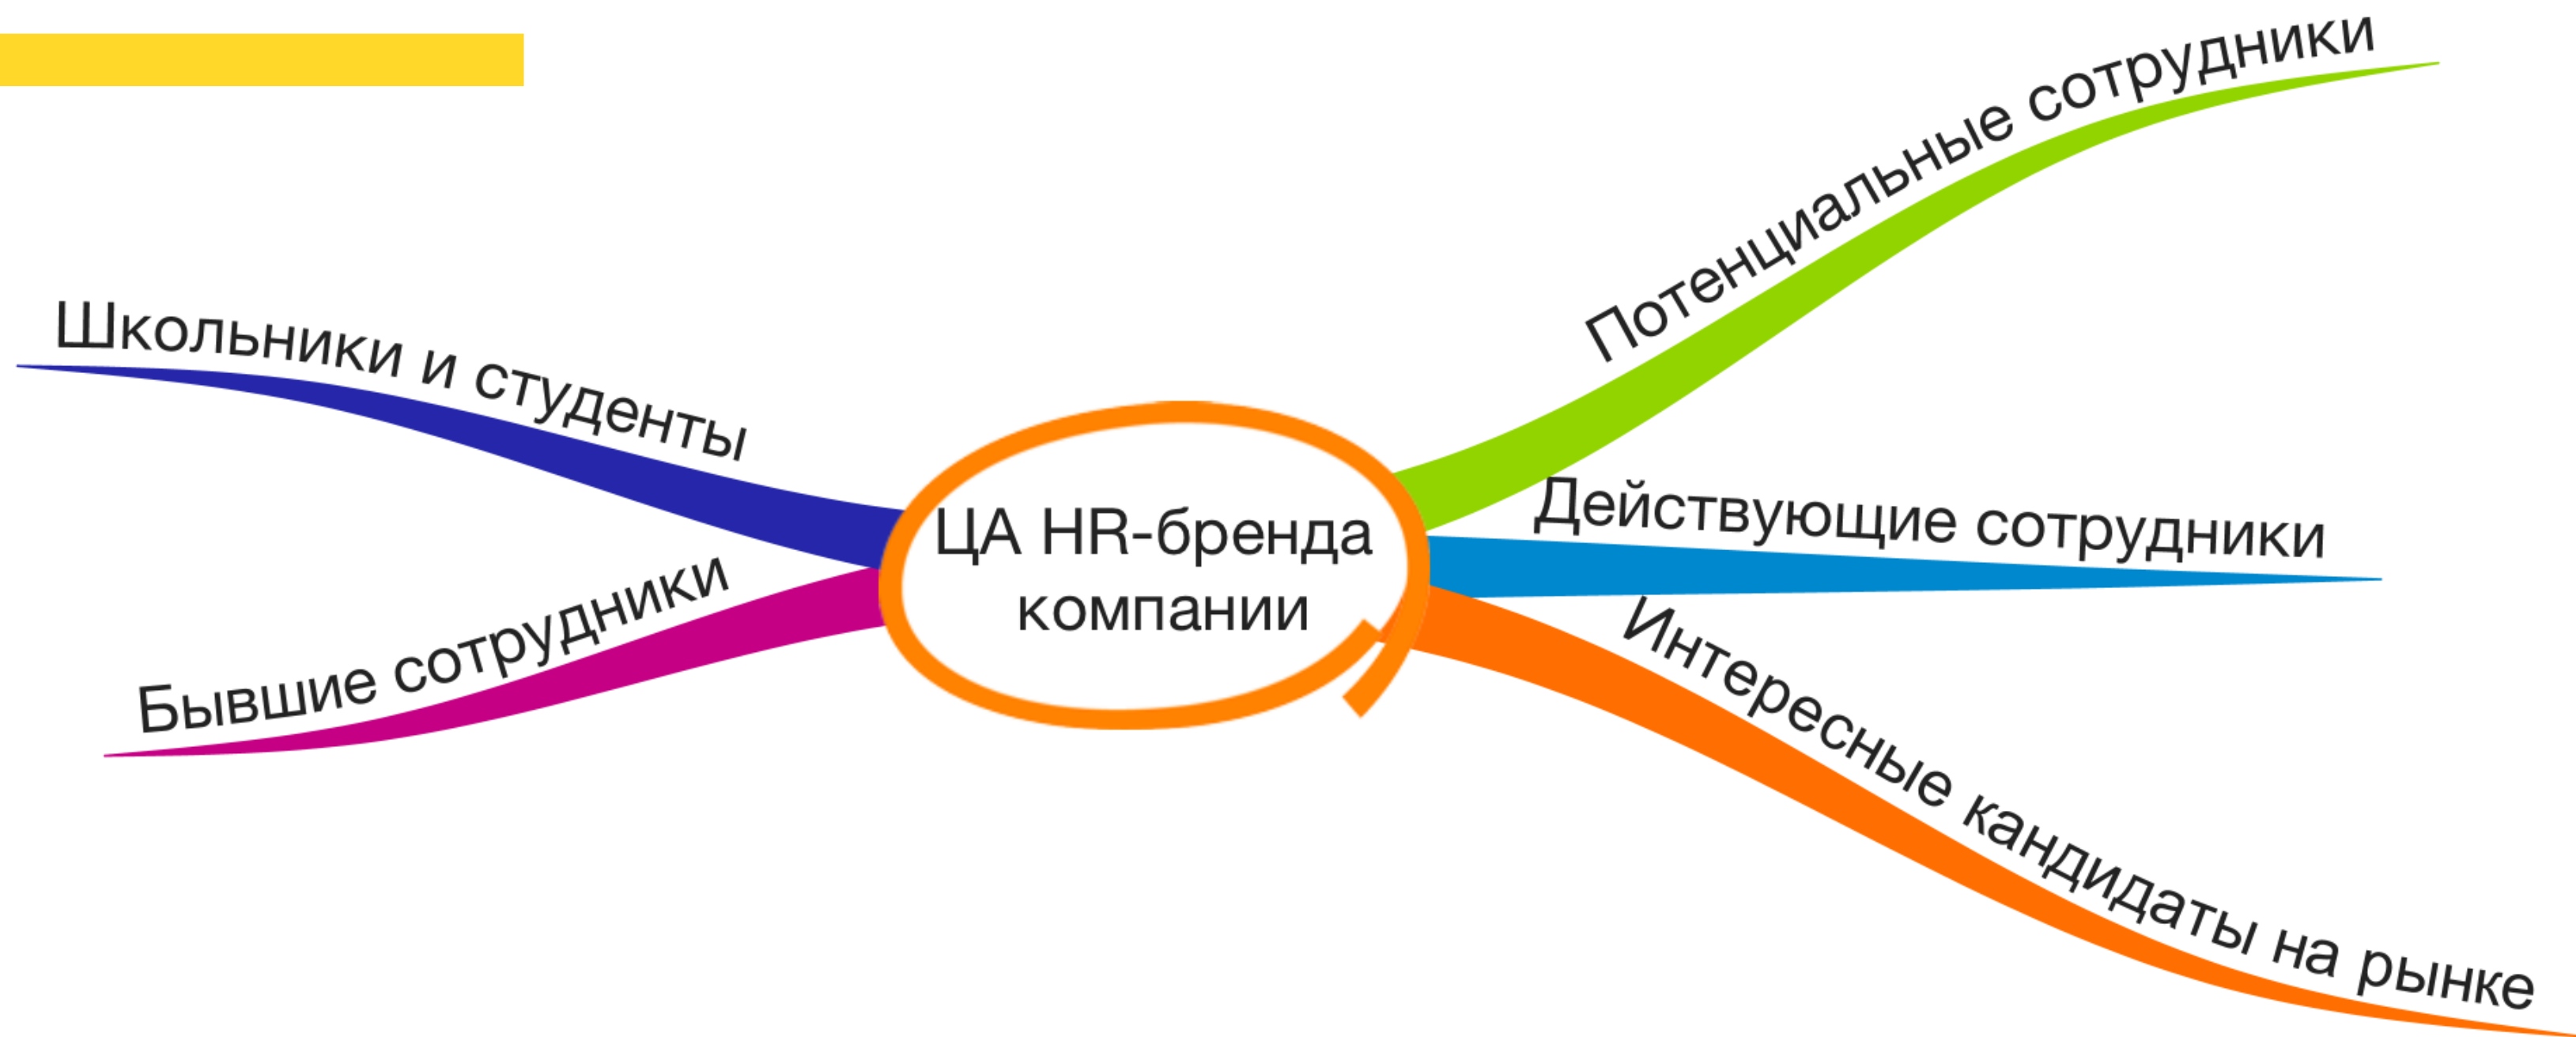 Потенциальные сотрудники
Школьники и студенты
Действующие сотрудники
ЦА HR-бренда
компании
Бывшие сотрудники
Интересные кандидаты на рынке